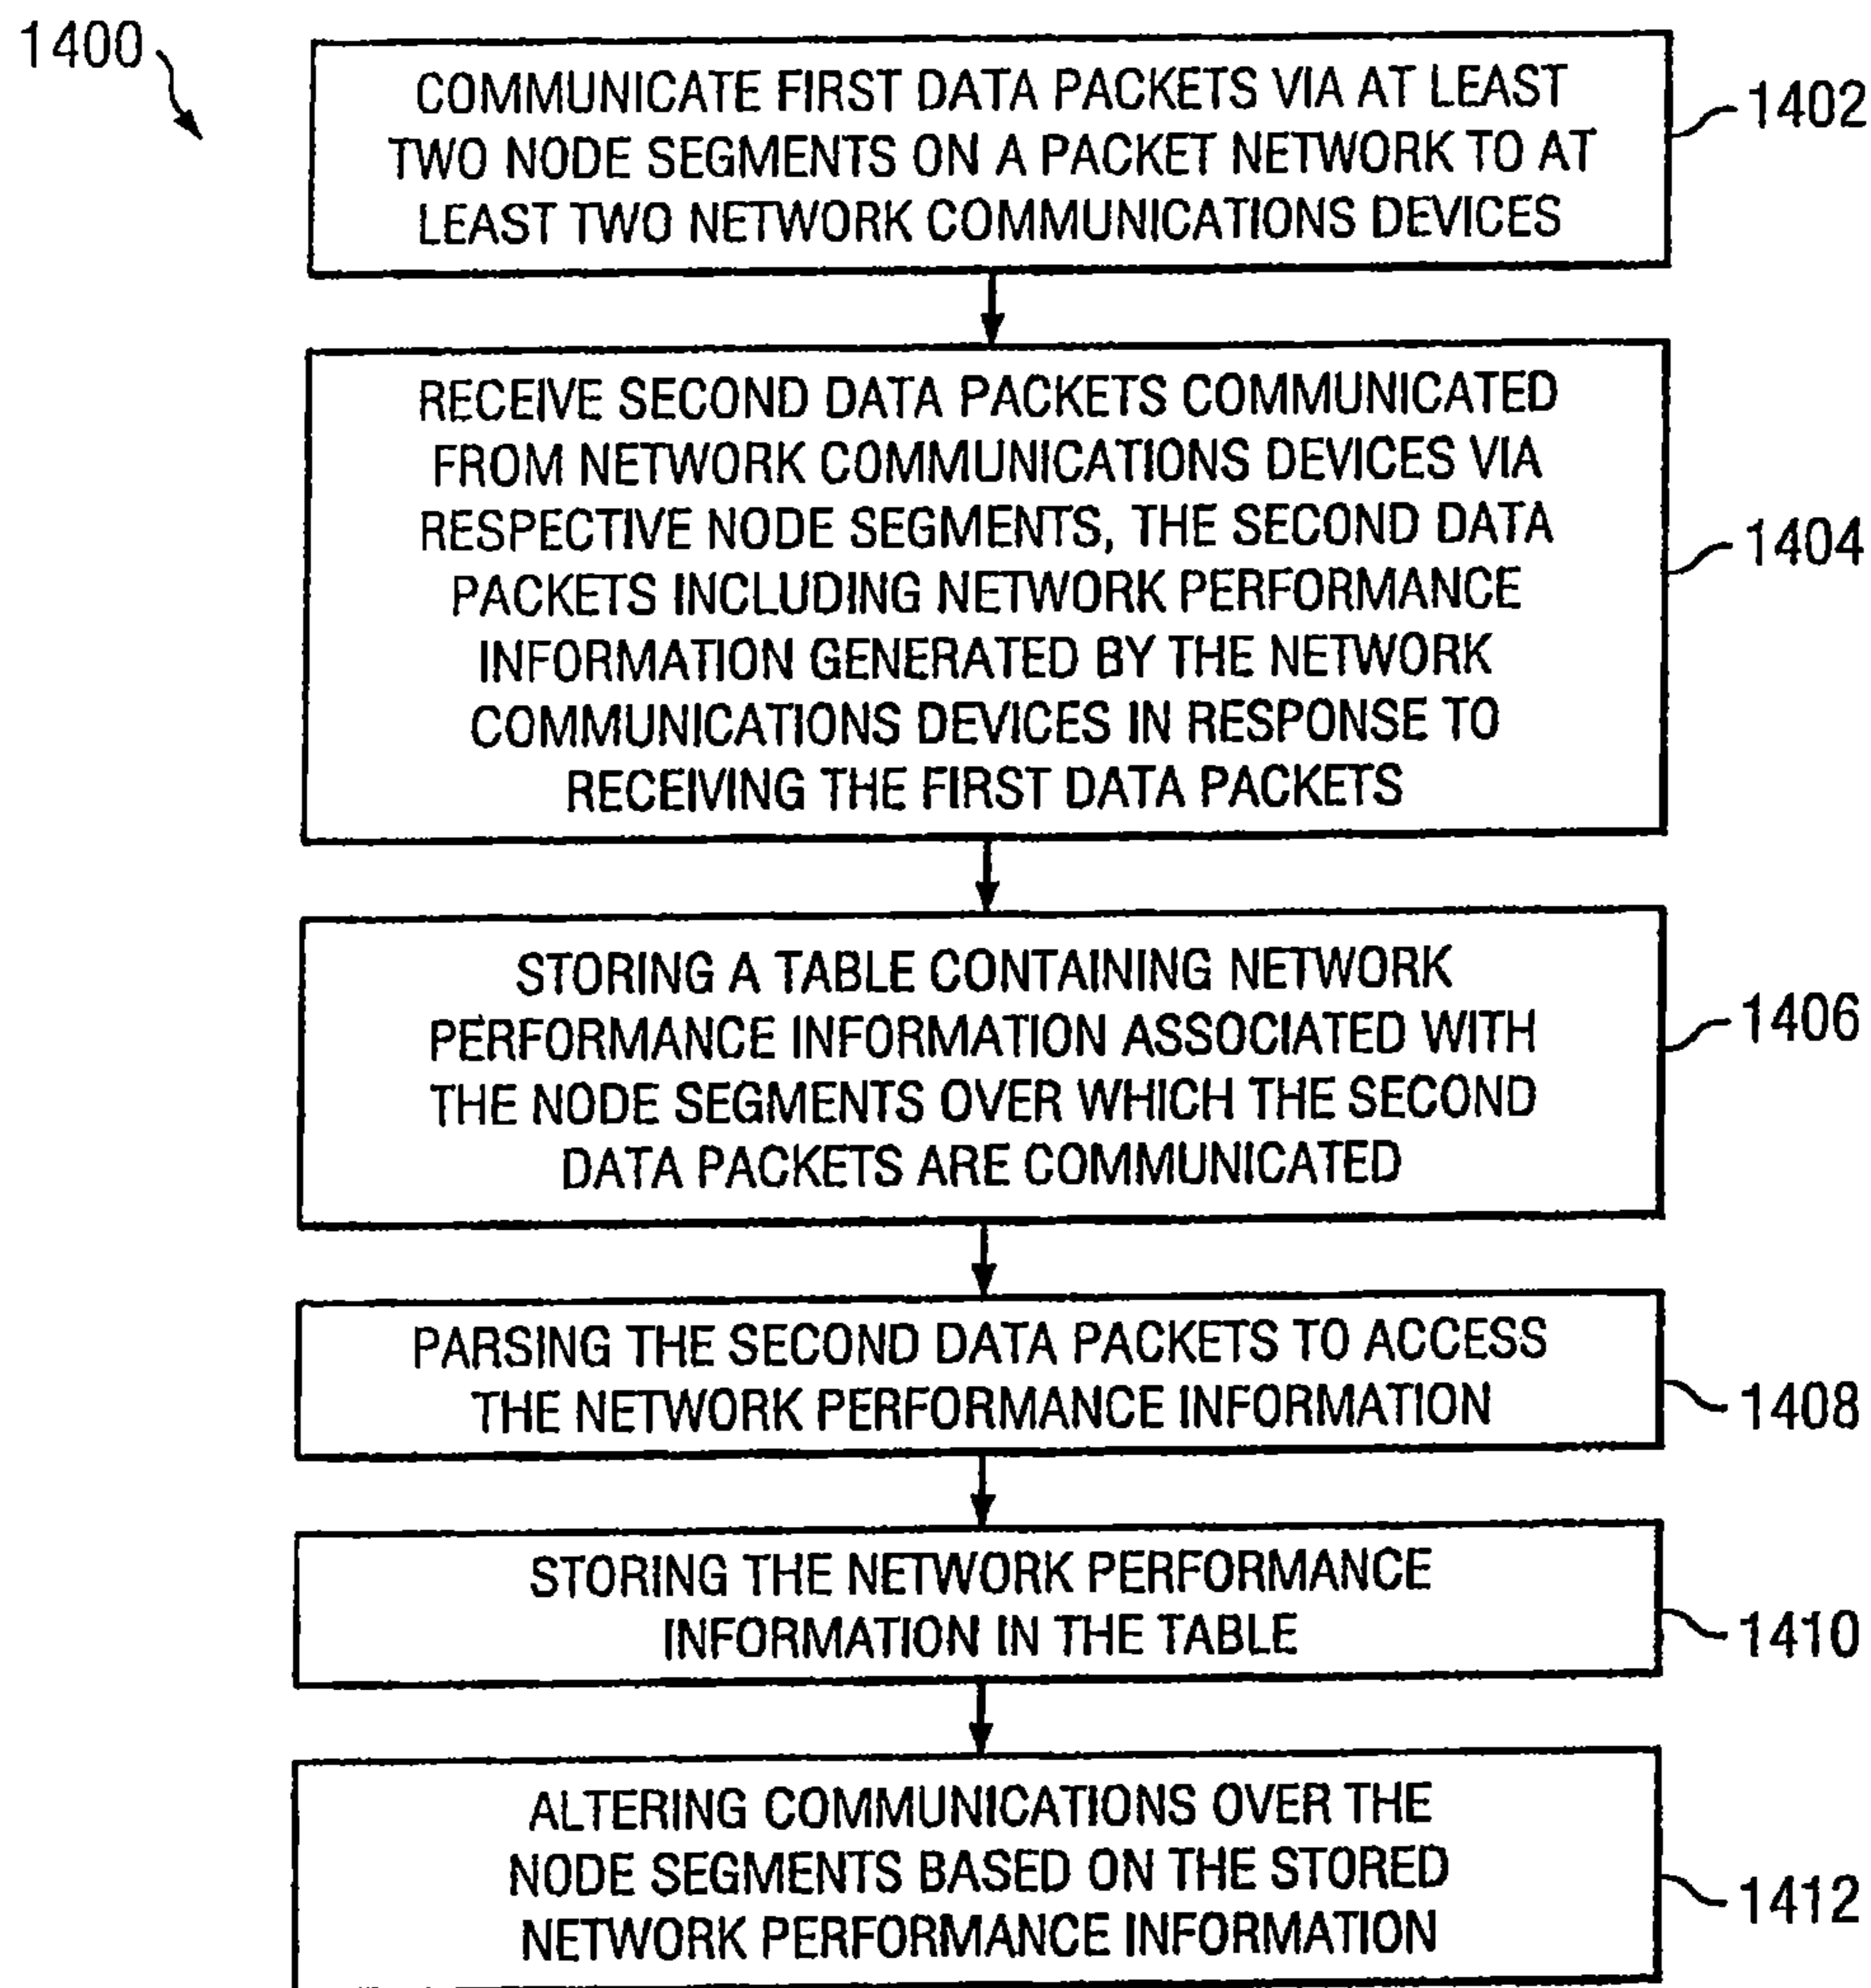 1400
COMMUNICATE FIRST DATA PACKETS VIA AT LEAST
TWO NODE SEGMENTS ON A PACKET NETWORK TO AT
LEAST TWO NETWORK COMMUNICATIONS DEVICES
1402
RECEIVE SECOND DATA PACKETS COMMUNICATED
FROM NETWORK COMMUNICATIONS DEVICES VIA
RESPECTIVE NODE SEGMENTS, THE SECOND DATA
PACKETS INCLUDING NETWORK PERFORMANCE
INFORMATION GENERATED BY THE NETWORK
COMMUNICATIONS DEVICES IN RESPONSE TO
RECEIVING THE FIRST DATA PACKETS
1404
STORING A TABLE CONTAINING NETWORK
PERFORMANCE INFORMATION ASSOCIATED WITH
THE NODE SEGMENTS OVER WHICH THE SECOND
DATA PACKETS ARE COMMUNICATED
1406
PARSING THE SECOND DATA PACKETS TO ACCESS
THE NETWORK PERFORMANCE INFORMATION
1408
STORING THE NETWORK PERFORMANCE
INFORMATION IN THE TABLE
1410
ALTERING COMMUNICATIONS OVER THE
NODE SEGMENTS BASED ON THE STORED
NETWORK PERFORMANCE INFORMATION
1412